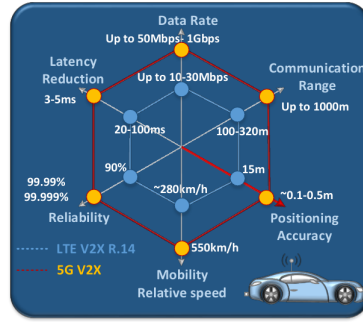 Data Rate
Up to 50Mbps- 1Gbps
Latency
Reduction
3-5ms
Up to 10-30Mbps
Communication
Range
Up to 1000m
20-100ms
100-320m
90%
15m
99.99%
99.999%
Reliability
~280km/h
~0.1-0.5m
Positioning
Accuracy
LTE V2X R.14
5G V2X
550km/h
Mobility
Relative speed